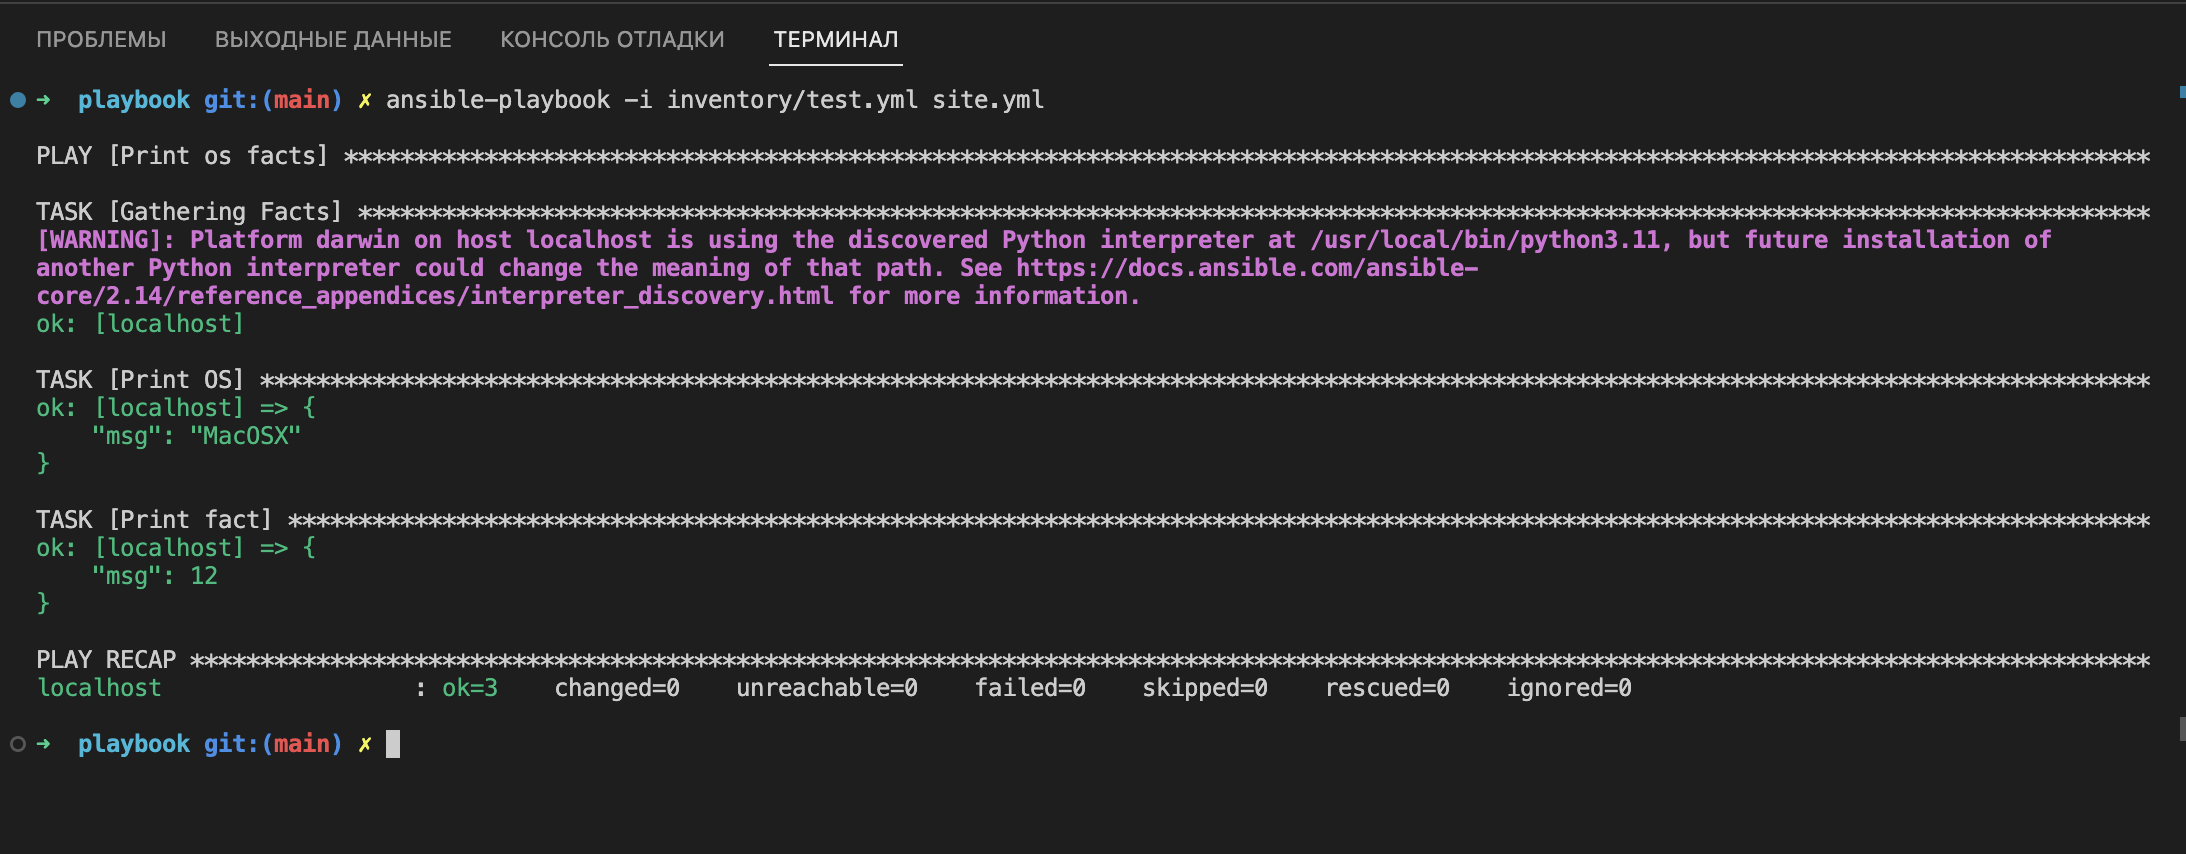 ПРОБЛЕМЫ ВЫХОДНЫЕ ДАННЫЕ КОНСОЛЬ ОТЛАДКИ ТЕРМИНАЛ
➜  playbook git:(main) ✗ ansible-playbook -i inventory/test.yml site.yml
PLAY [Print os facts] *********************************************************************************************************************************
TASK [Gathering Facts] ********************************************************************************************************************************
[WARNING]: Platform darwin on host localhost is using the discovered Python interpreter at /usr/local/bin/python3.11, but future installation of
another Python interpreter could change the meaning of that path. See https://docs.ansible.com/ansible-
core/2.14/reference_appendices/interpreter_discovery.html for more information.
ok: [localhost]
TASK [Print OS] ***************************************************************************************************************************************
ok: [localhost] => {
    "msg": "MacOSX"
}
TASK [Print fact] *************************************************************************************************************************************
ok: [localhost] => {
    "msg": 12
}
PLAY RECAP ********************************************************************************************************************************************
localhost                  : ok=3    changed=0    unreachable=0    failed=0    skipped=0    rescued=0    ignored=0
➜  playbook git:(main) ✗